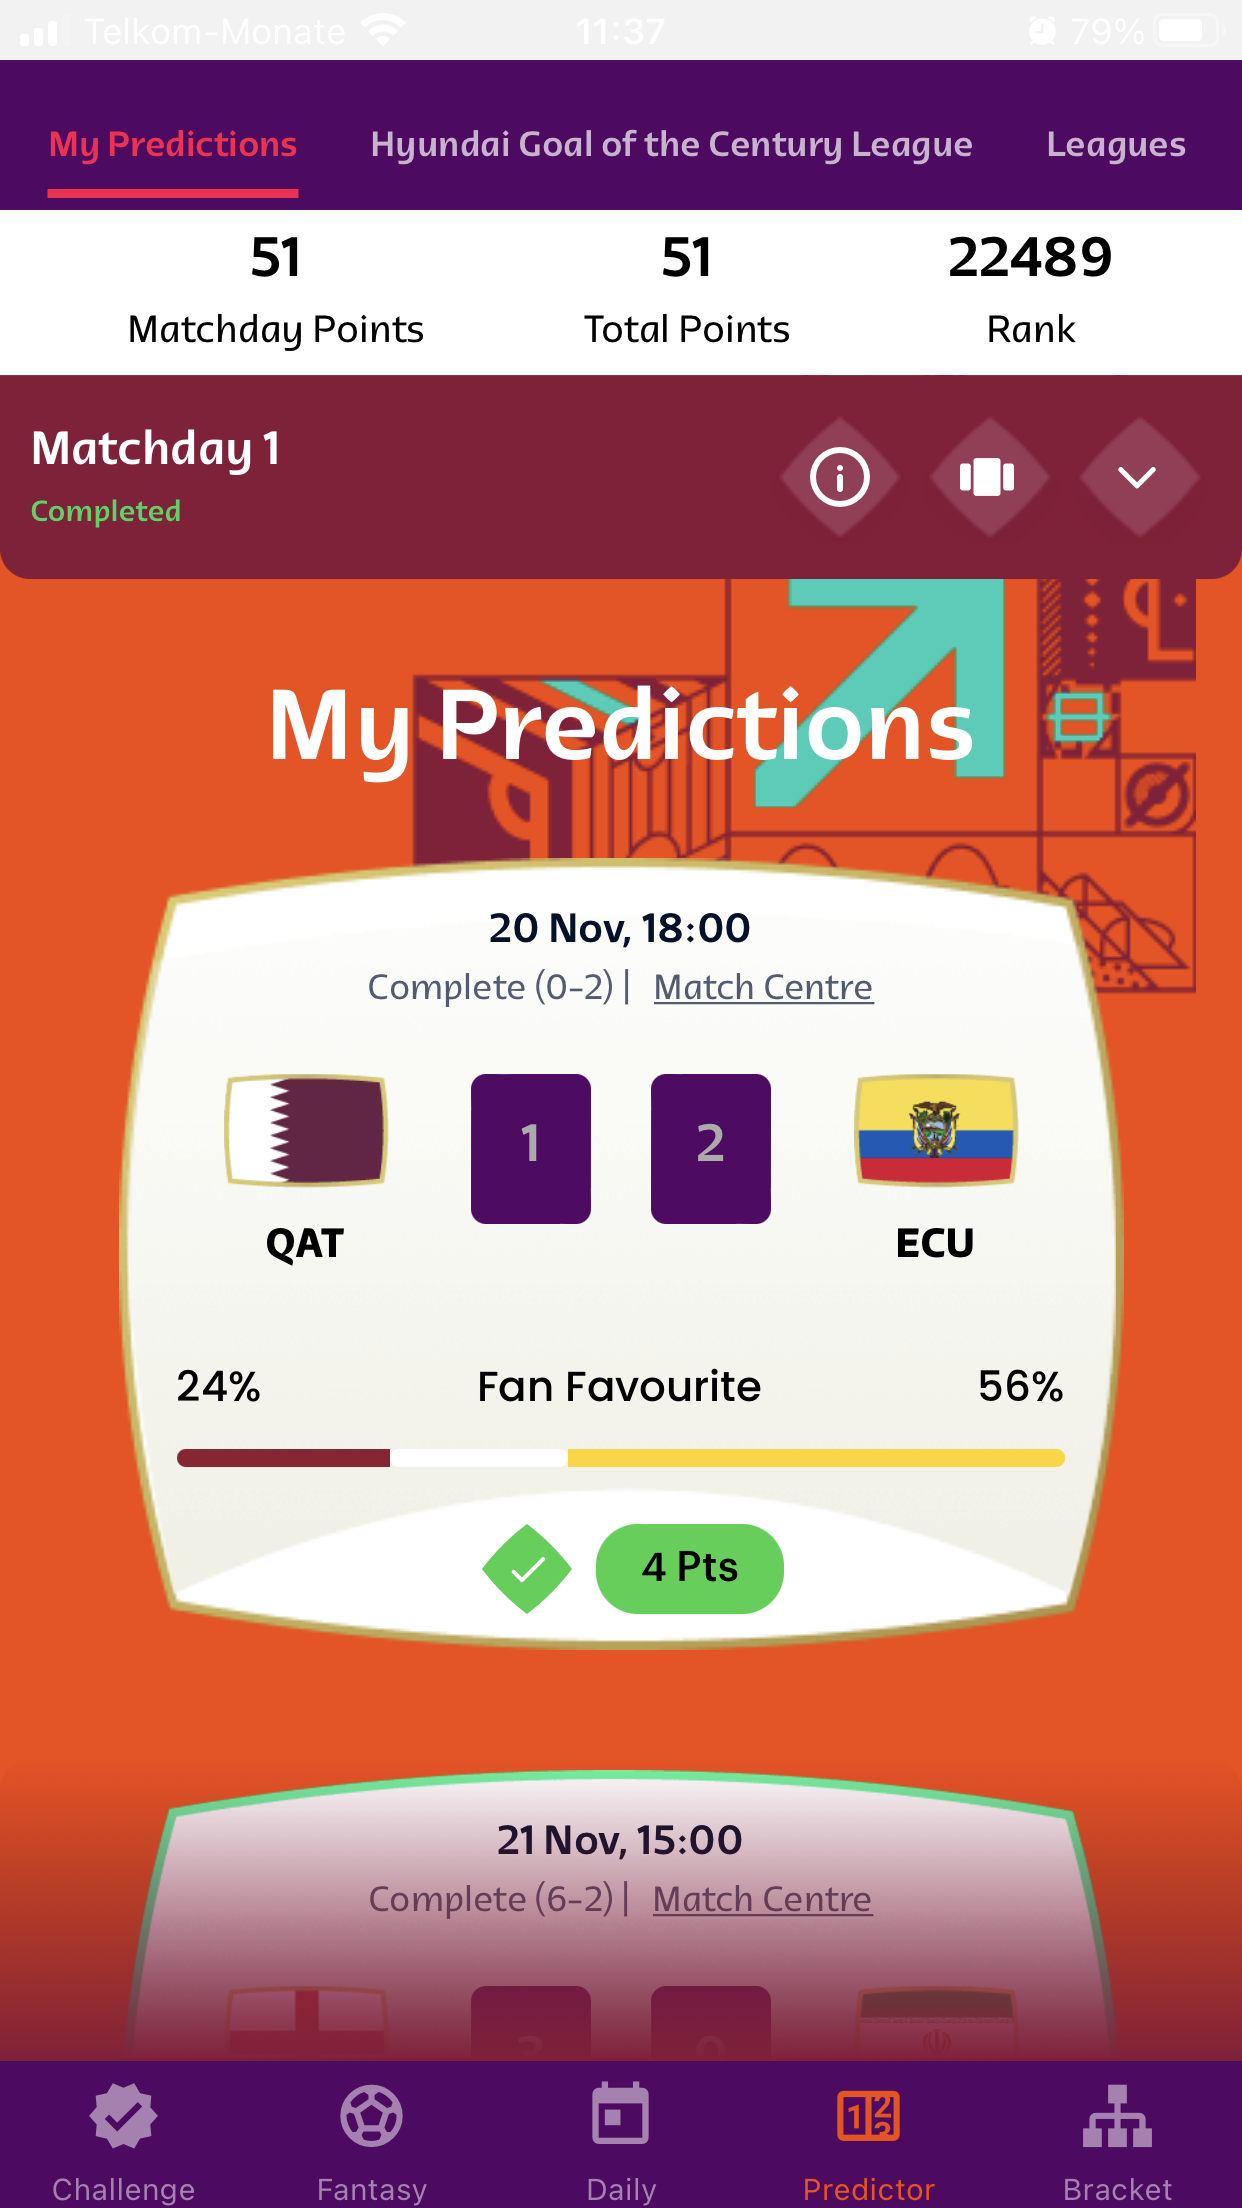 Telkom-Monate 11:37 79%
My Predictions Hyundai Goal of the Century League Leagues
51 51 22489
Matchday Points Total Points Rank
Matchday 1
Completed
My Predictions
20 Nov, 18:00
Complete (0-2) | Match Centre
1 2
QAT ECU
24% Fan Favourite 56%
4 Pts
21 Nov, 15:00
Complete (6-2) | Match Centre
3 0
Challenge Fantasy Daily Predictor Bracket